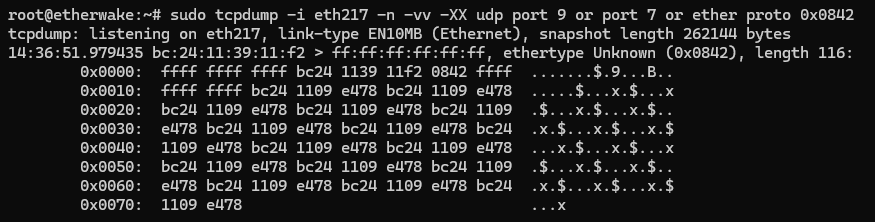 root@etherwake:~# sudo tcpdump -i eth217 -n -vv -XX udp port 9 or port 7 or ether proto 0x0842
tcpdump: listening on eth217, link-type EN10MB (Ethernet), snapshot length 262144 bytes
14:36:51.979435 bc:24:11:39:11:f2 > ff:ff:ff:ff:ff:ff, ethertype Unknown (0x0842), length 116:
0x0000: ffff ffff ffff bc24 1139 11f2 0842 ffff .......$.9...B..
0x0010: ffff ffff bc24 1109 e478 bc24 1109 e478 .....$...x.$...x
0x0020: bc24 1109 e478 bc24 1109 e478 bc24 1109 .$...x.$...x.$..
0x0030: e478 bc24 1109 e478 bc24 1109 e478 bc24 .x.$...x.$...x.$
0x0040: 1109 e478 bc24 1109 e478 bc24 1109 e478 ...x.$...x.$...x
0x0050: bc24 1109 e478 bc24 1109 e478 bc24 1109 .$...x.$...x.$..
0x0060: e478 bc24 1109 e478 bc24 1109 e478 bc24 .x.$...x.$...x.$
0x0070: 1109 e478 ...x